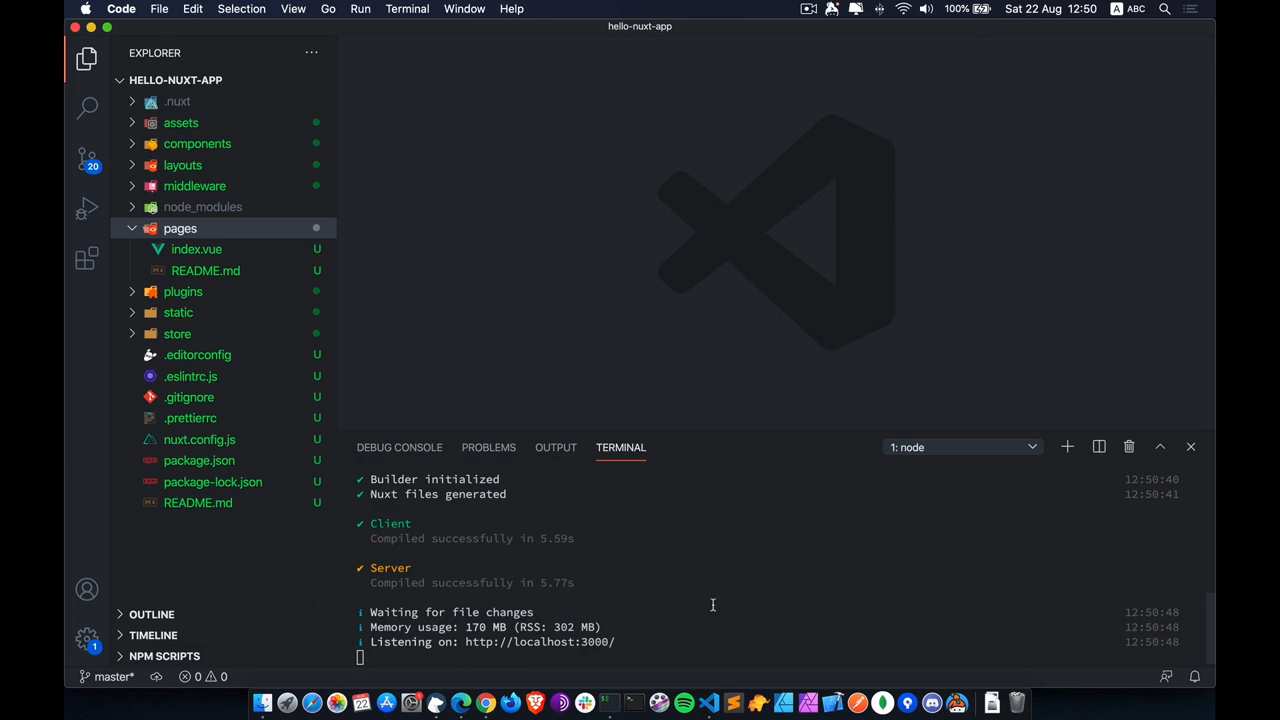 Code File Edit Selection View Go Run Terminal Window Help 100% Sat 22 Aug 12:50 A ABC
hello-nuxt-app
EXPLORER
HELLO-NUXT-APP
.nuxt
assets
components
layouts
middleware
node_modules
pages
index.vue U
README.md U
plugins
static
store
.editorconfig U
.eslintrc.js U
.gitignore U
.prettierrc U
nuxt.config.js U
package.json U
package-lock.json U
README.md U
OUTLINE
TIMELINE
NPM SCRIPTS
20
1
DEBUG CONSOLE PROBLEMS OUTPUT TERMINAL 1: node
✔ Builder initialized 12:50:40
✔ Nuxt files generated 12:50:41
✔ Client
Compiled successfully in 5.59s
✔ Server
Compiled successfully in 5.77s
ℹ Waiting for file changes 12:50:48
ℹ Memory usage: 170 MB (RSS: 302 MB) 12:50:48
ℹ Listening on: http://localhost:3000/ 12:50:48
master* 0 0
22